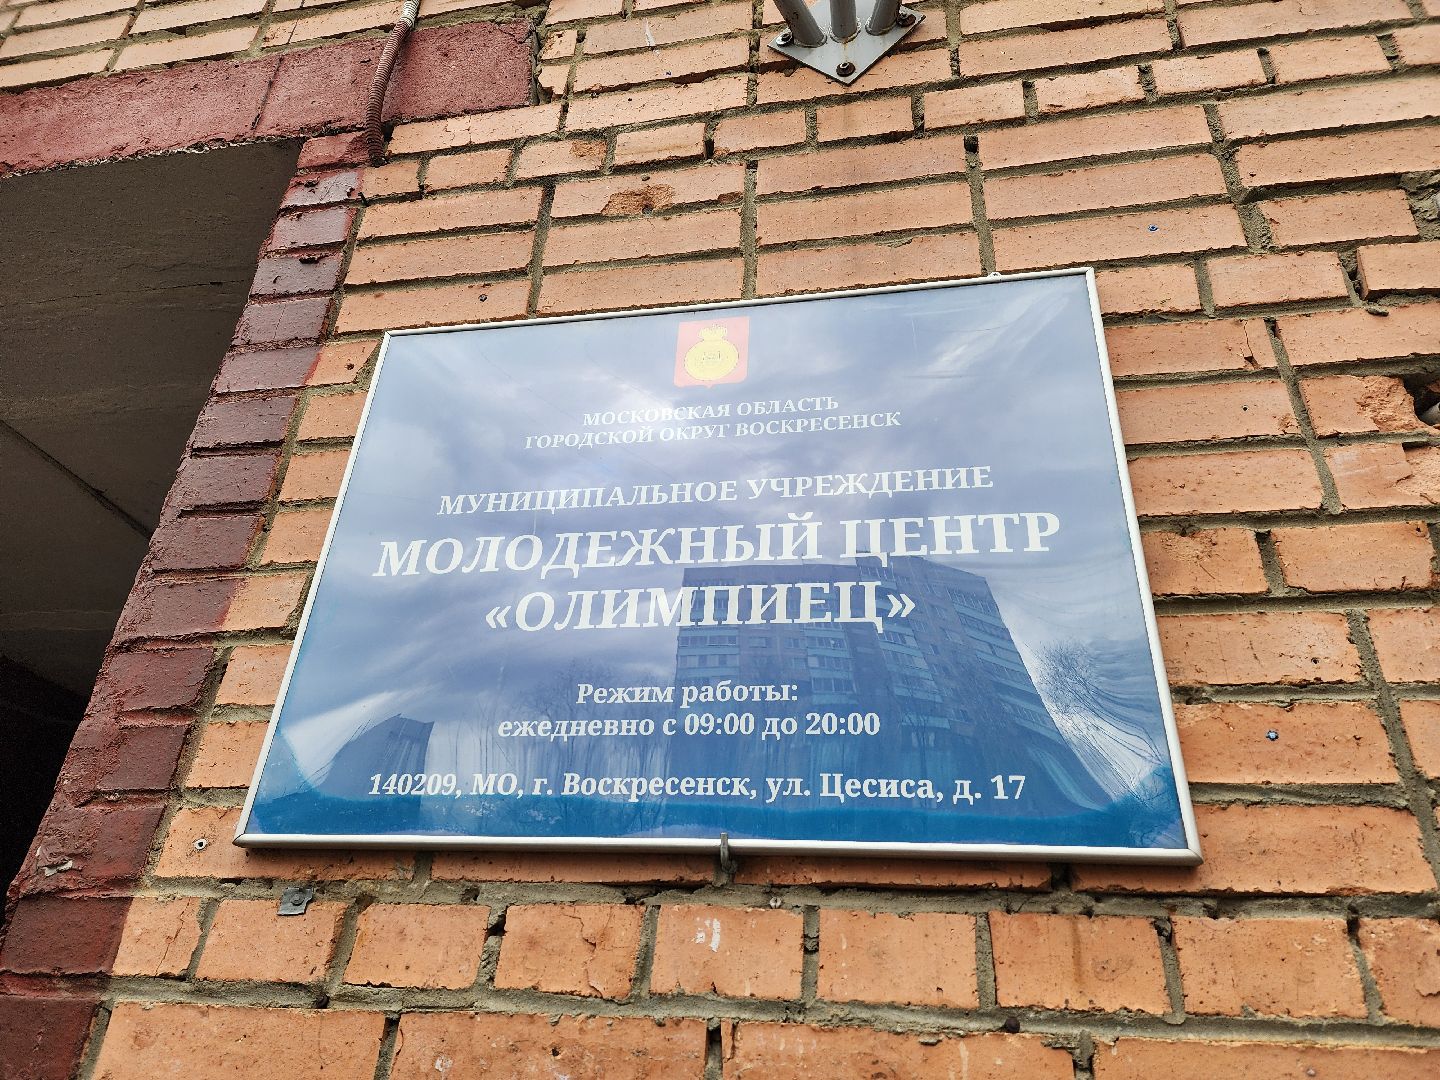 МОСКОВСКАЯ ОБЛАСТЬ
ГОРОДСКОЙ ОКРУГ ВОСКРЕСЕНСК
МУНИЦИПАЛЬНОЕ УЧРЕЖДЕНИЕ
МОЛОДЕЖНЫЙ ЦЕНТР
«ОЛИМПИЕЦ»
Режим работы:
ежедневно с 09:00 до 20:00
140209, МО, г. Воскресенск, ул. Цесиса, д. 17